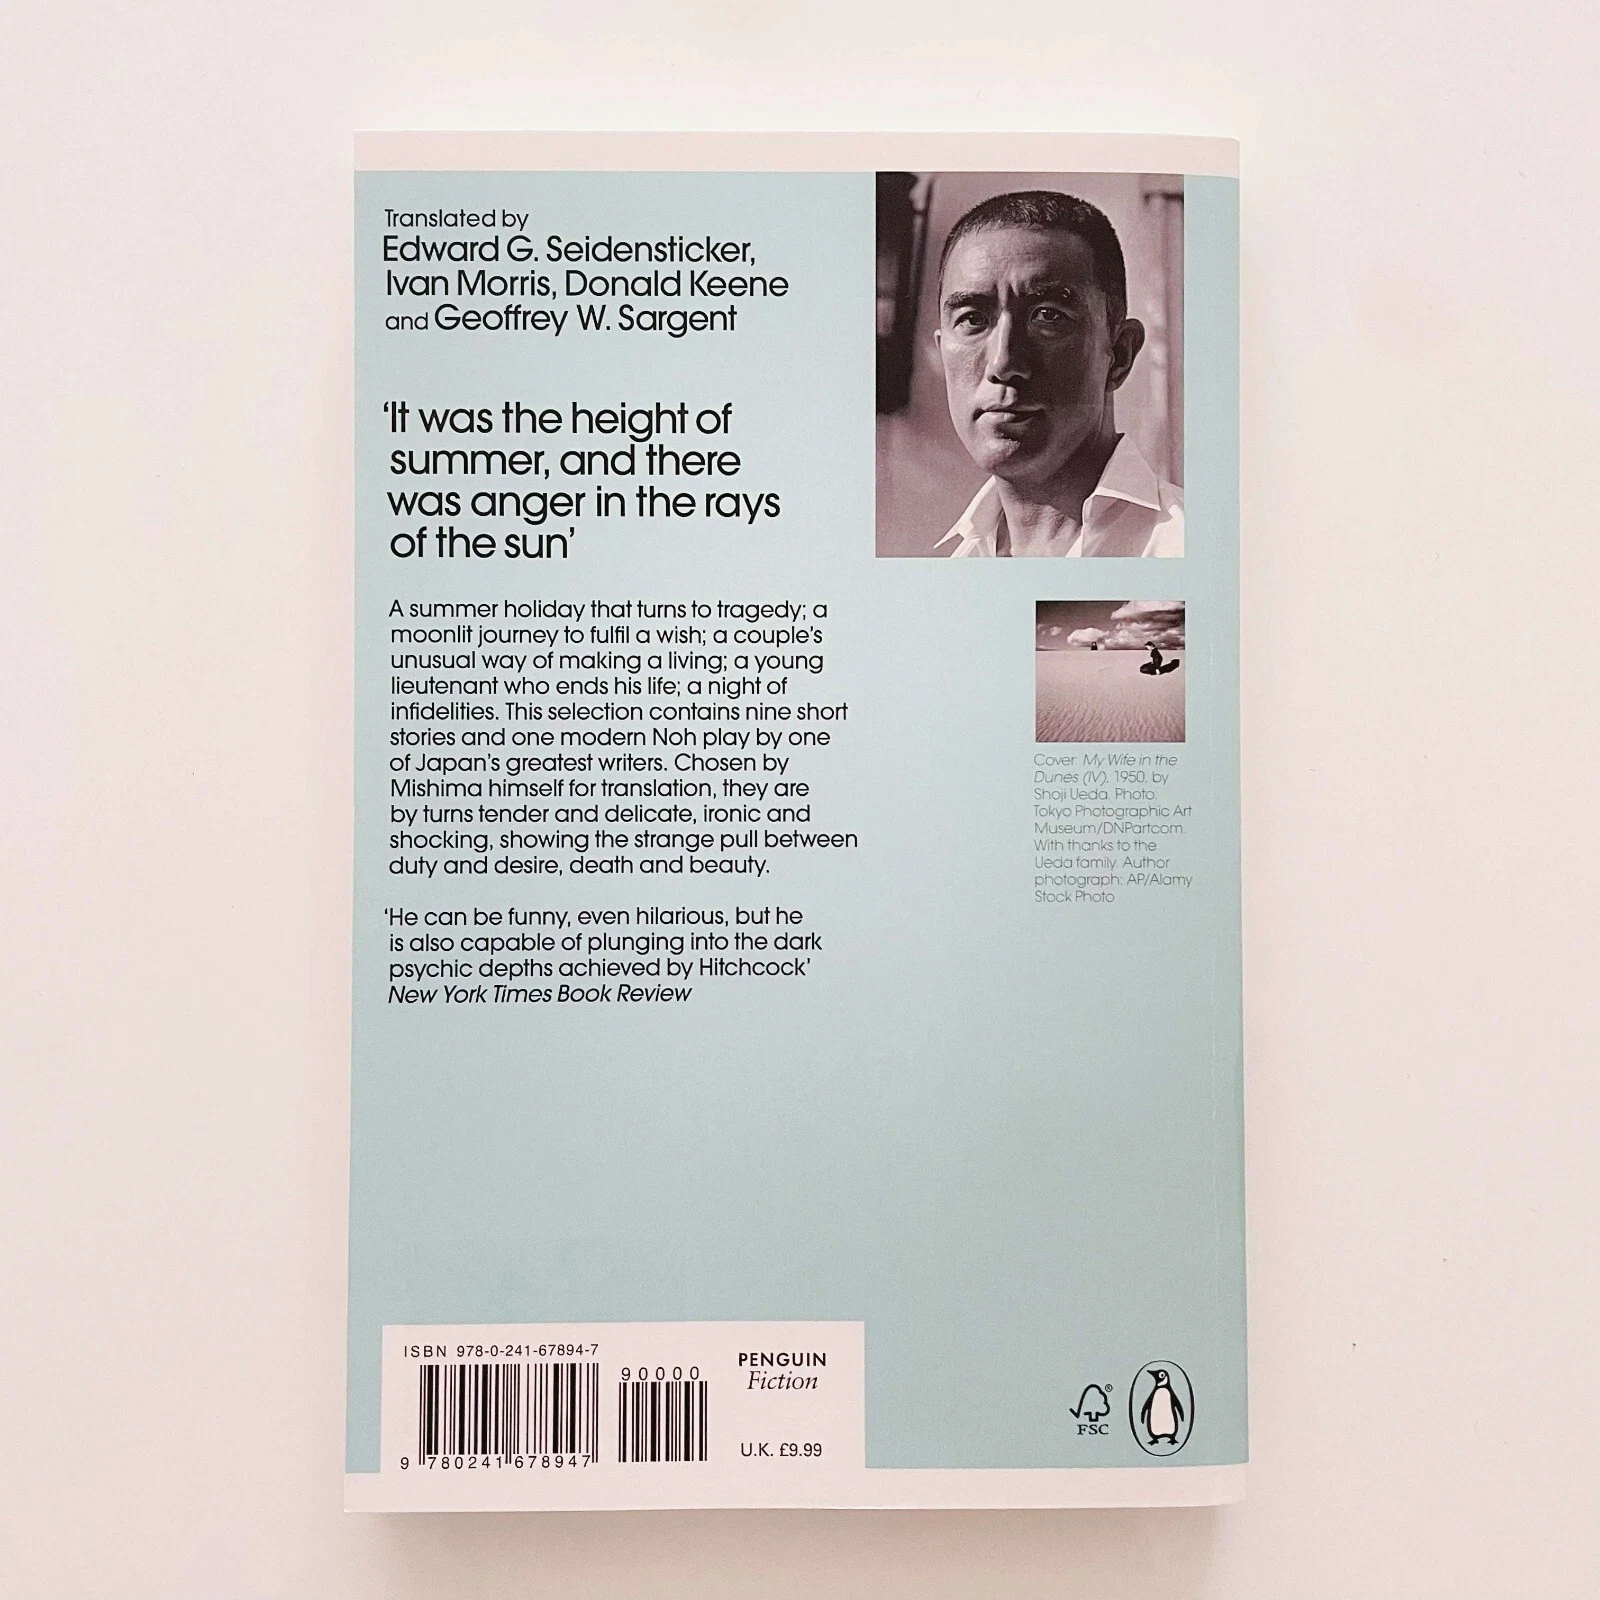 Translated by
Edward G. Seidensticker,
Ivan Morris, Donald Keene
and Geoffrey W. Sargent
‘It was the height of
summer, and there
was anger in the rays
of the sun’
A summer holiday that turns to tragedy; a
moonlit journey to fulfil a wish; a couple’s
unusual way of making a living; a young
lieutenant who ends his life; a night of
infidelities. This selection contains nine short
stories and one modern Noh play by one
of Japan’s greatest writers. Chosen by
Mishima himself for translation, they are
by turns tender and delicate, ironic and
shocking, showing the strange pull between
duty and desire, death and beauty.
‘He can be funny, even hilarious, but he
is also capable of plunging into the dark
psychic depths achieved by Hitchcock’
New York Times Book Review
Cover: My Wife in the
Dunes (IV), 1950, by
Shoji Ueda. Photo:
Tokyo Photographic Art
Museum/DNPartcom.
With thanks to the
Ueda family. Author
photograph: AP/Alamy
Stock Photo
ISBN 978-0-241-67894-7
90000
9 780241 678947
PENGUIN
Fiction
U.K. £9.99
®
FSC